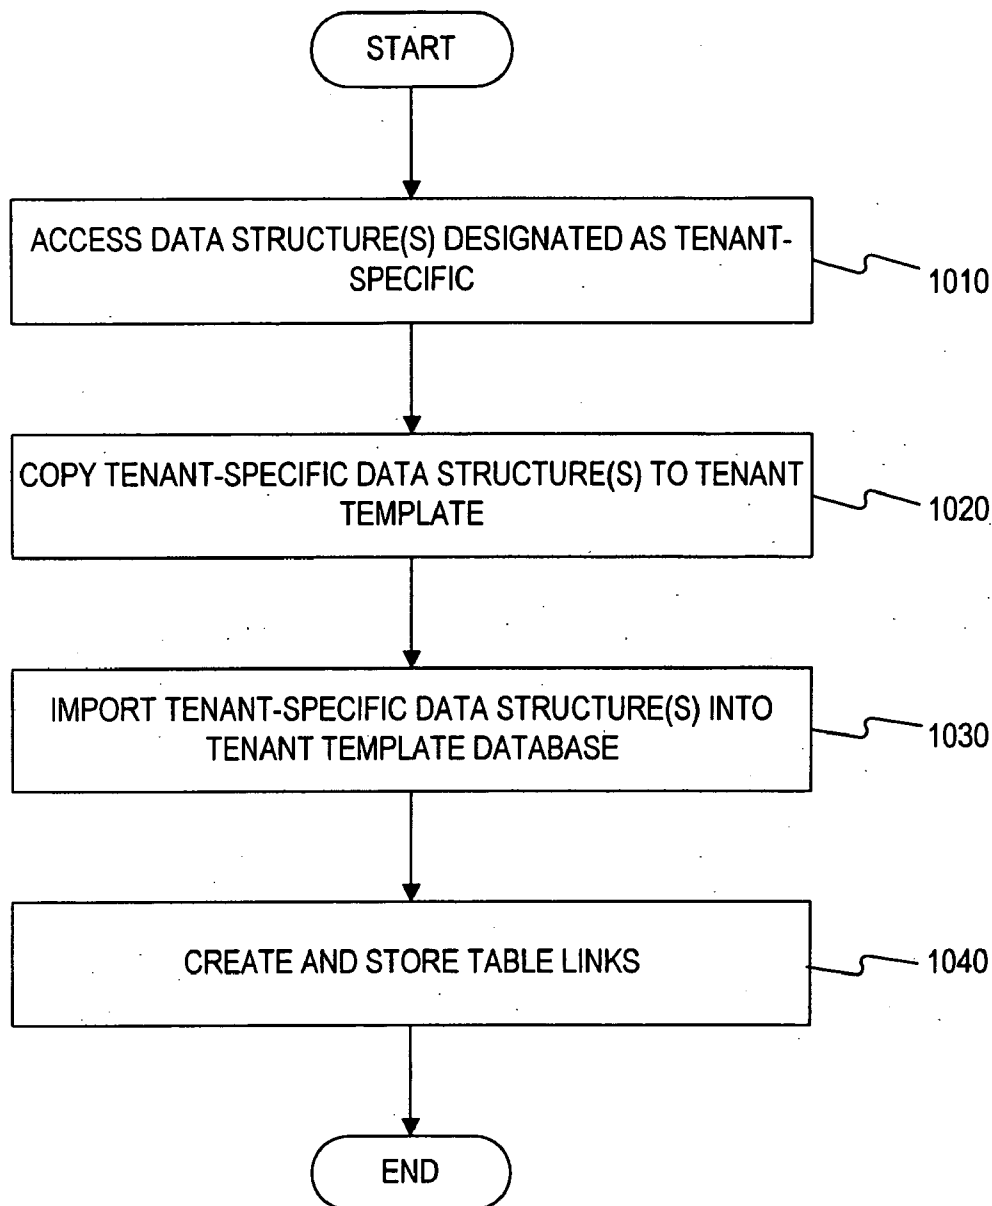 START
ACCESS DATA STRUCTURE(S) DESIGNATED AS TENANT-
SPECIFIC
1010
COPY TENANT-SPECIFIC DATA STRUCTURE(S) TO TENANT
TEMPLATE
1020
IMPORT TENANT-SPECIFIC DATA STRUCTURE(S) INTO
TENANT TEMPLATE DATABASE
1030
CREATE AND STORE TABLE LINKS
1040
END